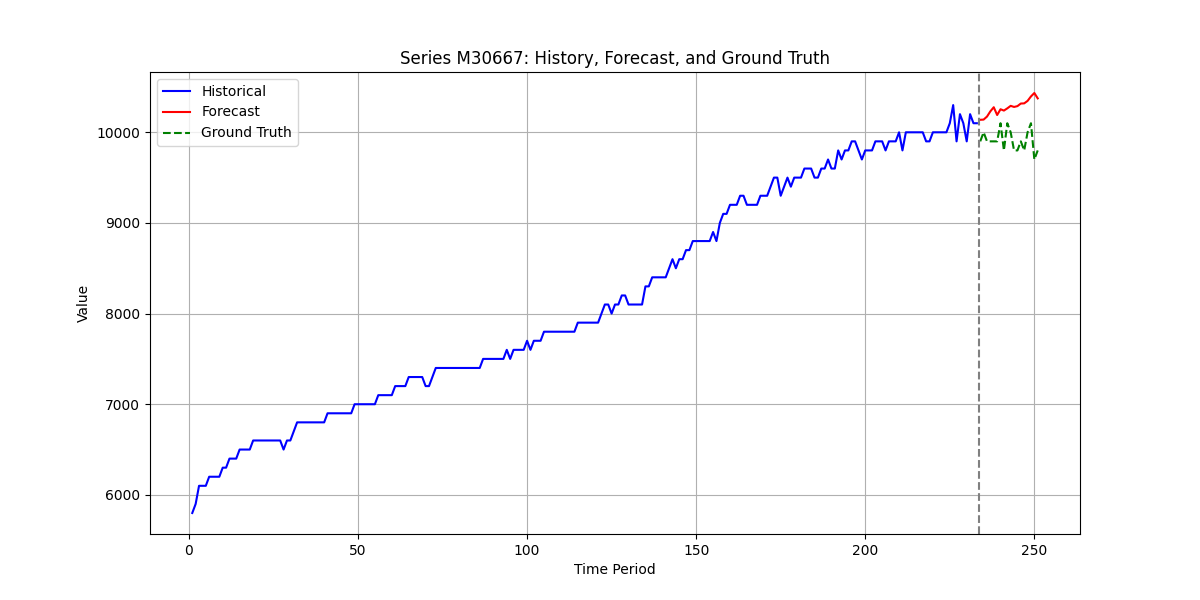 Series M30667: History, Forecast, and Ground Truth
Historical
Forecast
Ground Truth
10000
9000
8000
7000
6000
Value
0 50 100 150 200 250
Time Period